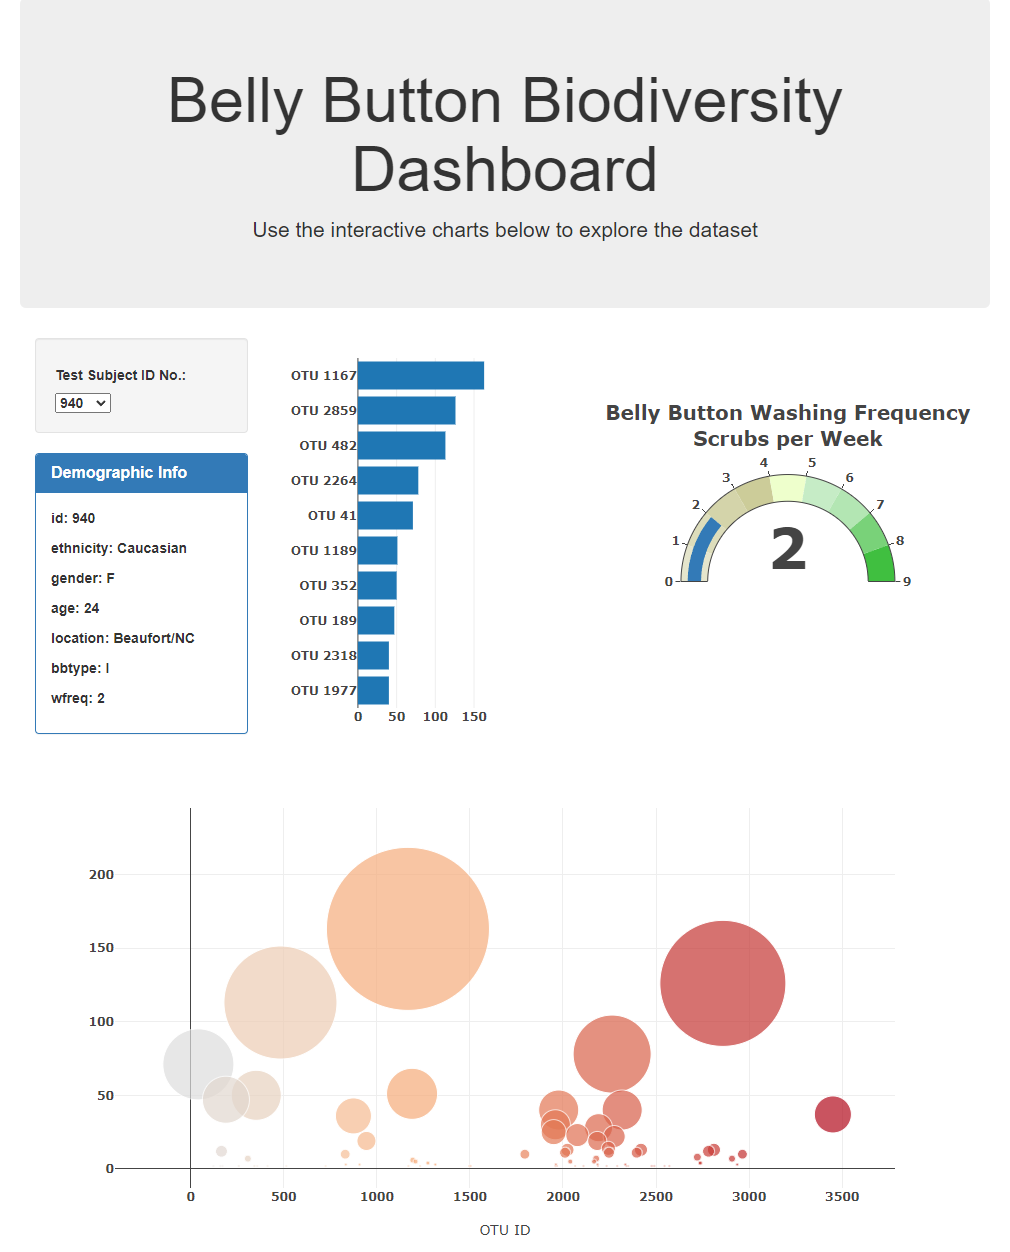 Belly Button Biodiversity
Dashboard
Use the interactive charts below to explore the dataset
Test Subject ID No.:
940
Demographic Info
id: 940
ethnicity: Caucasian
gender: F
age: 24
location: Beaufort/NC
bbtype: I
wfreq: 2
OTU 1167
OTU 2859
OTU 482
OTU 2264
OTU 41
OTU 1189
OTU 352
OTU 189
OTU 2318
OTU 1977
0 50 100 150
Belly Button Washing Frequency
Scrubs per Week
0 1 2 3 4 5 6 7 8 9
2
200
150
100
50
0
0 500 1000 1500 2000 2500 3000 3500
OTU ID